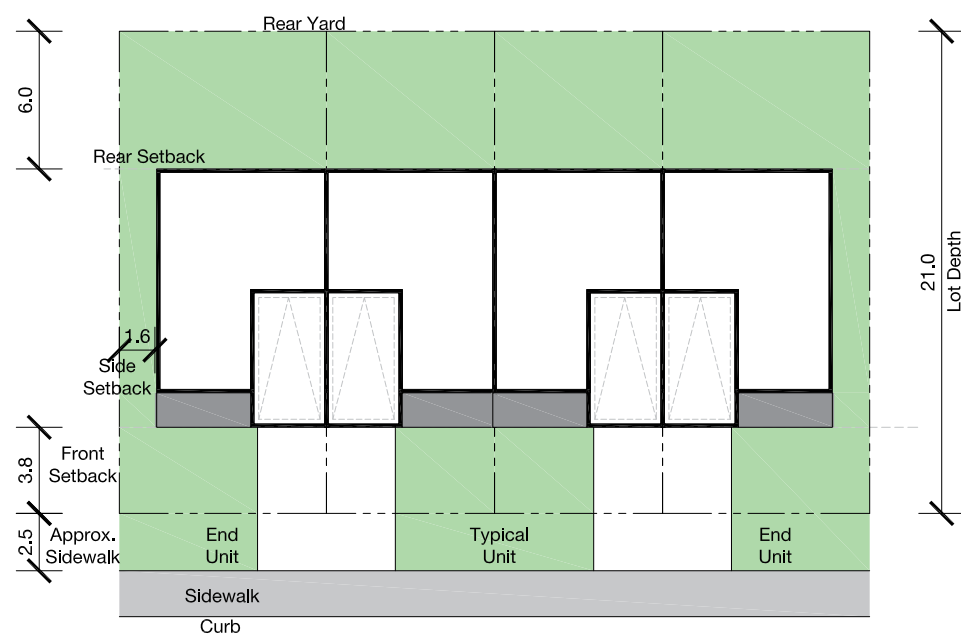 Rear Yard
6.0
Rear Setback
21.0
Lot Depth
1.6
Side
Setback
3.8
Front
Setback
2.5
Approx.
Sidewalk
End
Unit
Typical
Unit
End
Unit
Sidewalk
Curb